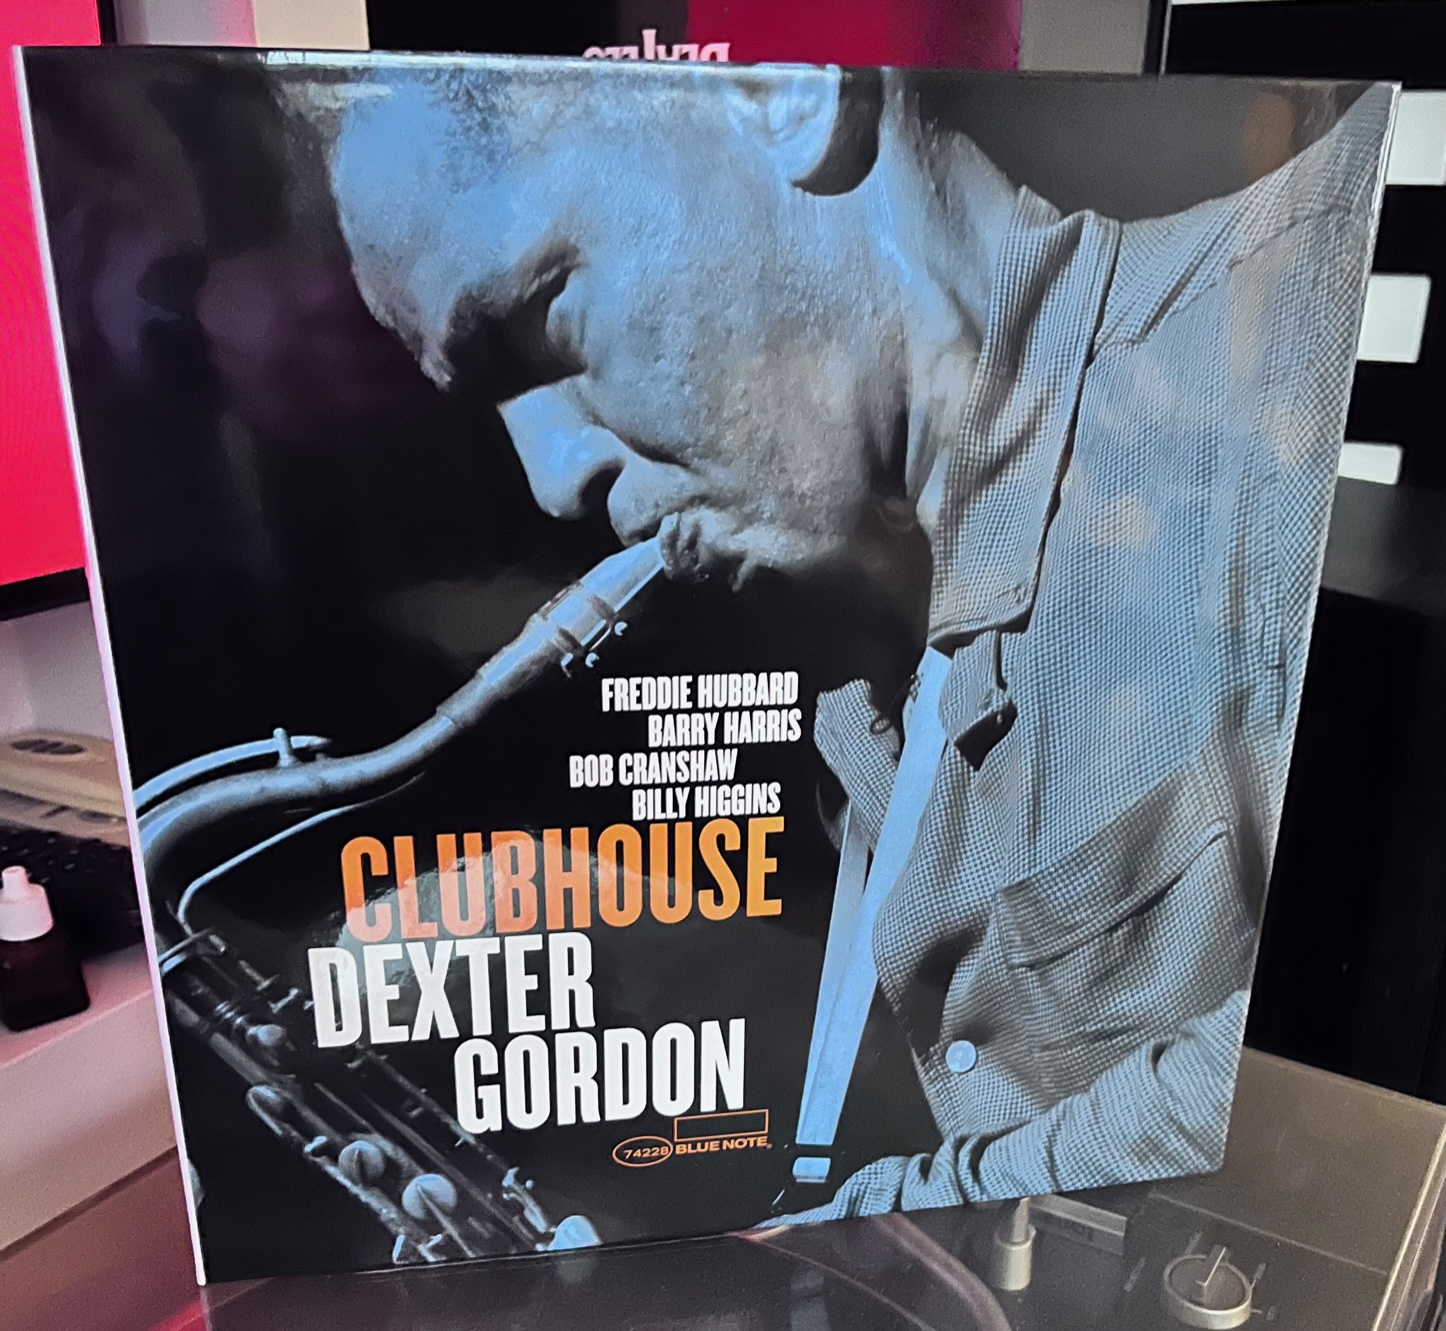 FREDDIE HUBBARD
BARRY HARRIS
BOB CRANSHAW
BILLY HIGGINS
CLUBHOUSE
DEXTER
GORDON
74228 BLUE NOTE